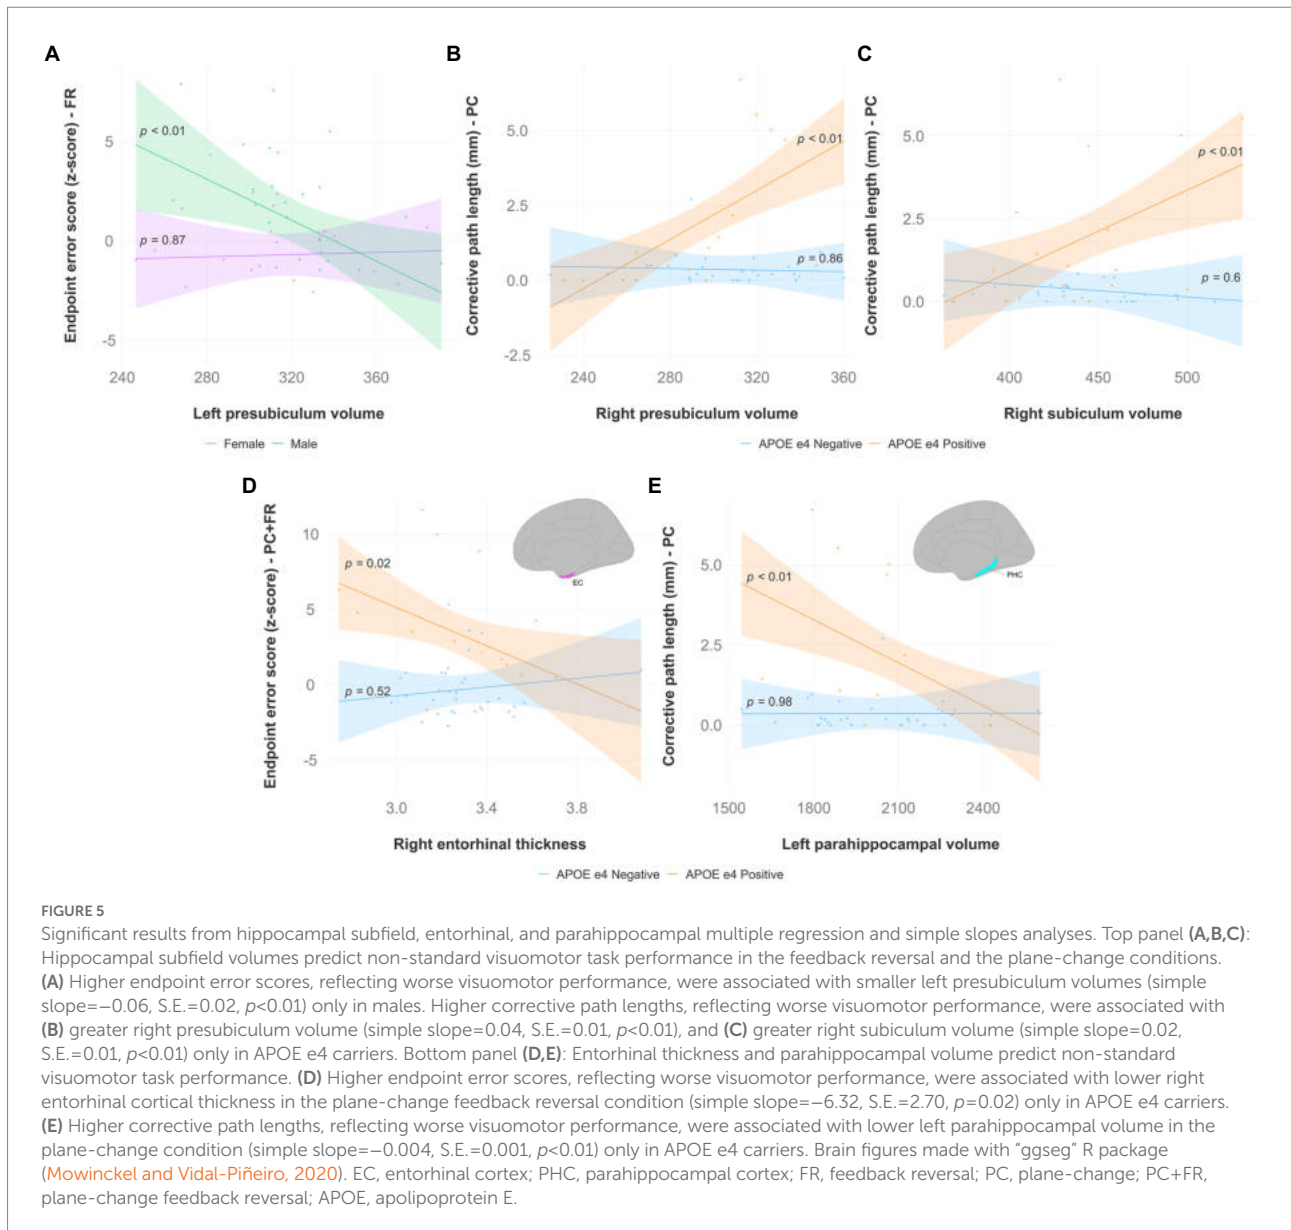 A
B
C
Endpoint error score (z-score) - FR
5
0
-5
p < 0.01
p = 0.87
240 280 320 360
Left presubiculum volume
Female Male
Corrective path length (mm) - PC
5.0
2.5
0.0
-2.5
p < 0.01
p = 0.86
240 270 300 330 360
Right presubiculum volume
Corrective path length (mm) - PC
5.0
2.5
0.0
p < 0.01
p = 0.6
400 450 500
Right subiculum volume
APOE e4 Negative APOE e4 Positive
D
E
Endpoint error score (z-score) - PC+FR
10
5
0
-5
p = 0.02
p = 0.52
EC
3.0 3.4 3.8
Right entorhinal thickness
Corrective path length (mm) - PC
5.0
2.5
0.0
p < 0.01
p = 0.98
PHC
1500 1800 2100 2400
Left parahippocampal volume
APOE e4 Negative APOE e4 Positive
FIGURE 5
Significant results from hippocampal subfield, entorhinal, and parahippocampal multiple regression and simple slopes analyses. Top panel (A,B,C):
Hippocampal subfield volumes predict non-standard visuomotor task performance in the feedback reversal and the plane-change conditions.
(A) Higher endpoint error scores, reflecting worse visuomotor performance, were associated with smaller left presubiculum volumes (simple
slope=−0.06, S.E.=0.02, p<0.01) only in males. Higher corrective path lengths, reflecting worse visuomotor performance, were associated with
(B) greater right presubiculum volume (simple slope=0.04, S.E.=0.01, p<0.01), and (C) greater right subiculum volume (simple slope=0.02,
S.E.=0.01, p<0.01) only in APOE e4 carriers. Bottom panel (D,E): Entorhinal thickness and parahippocampal volume predict non-standard
visuomotor task performance. (D) Higher endpoint error scores, reflecting worse visuomotor performance, were associated with lower right
entorhinal cortical thickness in the plane-change feedback reversal condition (simple slope=−6.32, S.E.=2.70, p=0.02) only in APOE e4 carriers.
(E) Higher corrective path lengths, reflecting worse visuomotor performance, were associated with lower left parahippocampal volume in the
plane-change condition (simple slope=−0.004, S.E.=0.001, p<0.01) only in APOE e4 carriers. Brain figures made with “ggseg” R package
(Mowinckel and Vidal-Piñeiro, 2020). EC, entorhinal cortex; PHC, parahippocampal cortex; FR, feedback reversal; PC, plane-change; PC+FR,
plane-change feedback reversal; APOE, apolipoprotein E.